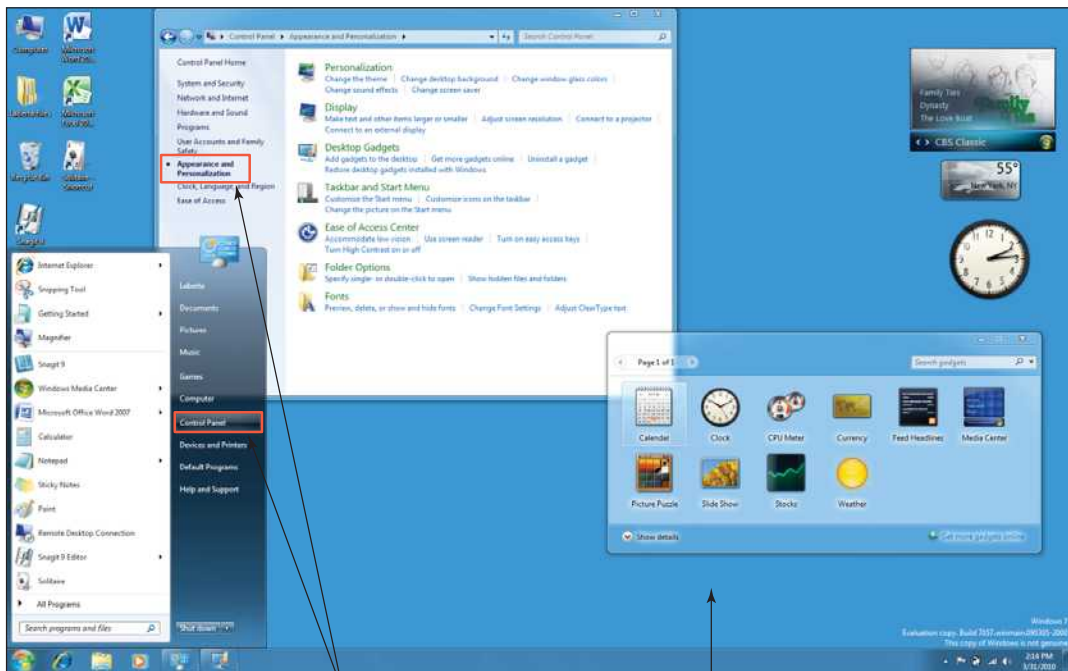 Computer
Microsoft
Control Panel
Appearance and Personalization
Search Control Panel
Control Panel Home
System and Security
Network and Internet
Hardware and Sound
Programs
User Accounts and Family
Safety
Appearance and
Personalization
Clock, Language, and Region
Ease of Access
Personalization
Change the theme
Change desktop background
Change window glass colors
Change sound effects
Change screen saver
Display
Make text and other items larger or smaller
Adjust screen resolution
Connect to a projector
Connect to an external display
Desktop Gadgets
Add gadgets to the desktop
Get more gadgets online
Uninstall a gadget
Restore desktop gadgets installed with Windows
Taskbar and Start Menu
Customize the Start menu
Customize icons on the taskbar
Change the picture on the Start menu
Ease of Access Center
Accommodate low vision
Use screen reader
Turn on easy access keys
Turn High Contrast on or off
Folder Options
Specify single- or double-click to open
Show hidden files and folders
Fonts
Preview, delete, or show and hide fonts
Change Font Settings
Adjust ClearType text
Family Ties
Dynasty
The Love Boat
CBS Classic
55°
New York, NY
Internet Explorer
Snipping Tool
Getting Started
Magnifier
Snagit 9
Windows Media Center
Microsoft Office Word 2007
Calculator
Notepad
Sticky Notes
Paint
Remote Desktop Connection
Snagit 9 Editor
Solitaire
All Programs
Search programs and files
Labento
Documents
Pictures
Music
Games
Computer
Control Panel
Devices and Printers
Default Programs
Help and Support
Shut down
Page 1 of 1
Search gadgets
Calendar
Clock
CPU Meter
Currency
Feed Headlines
Media Center
Picture Puzzle
Slide Show
Stocks
Weather
Show details
Get more gadgets online
Windows 7
Evaluation copy. Build
This copy of Windows is not genuine
2:14 PM
3/31/2010